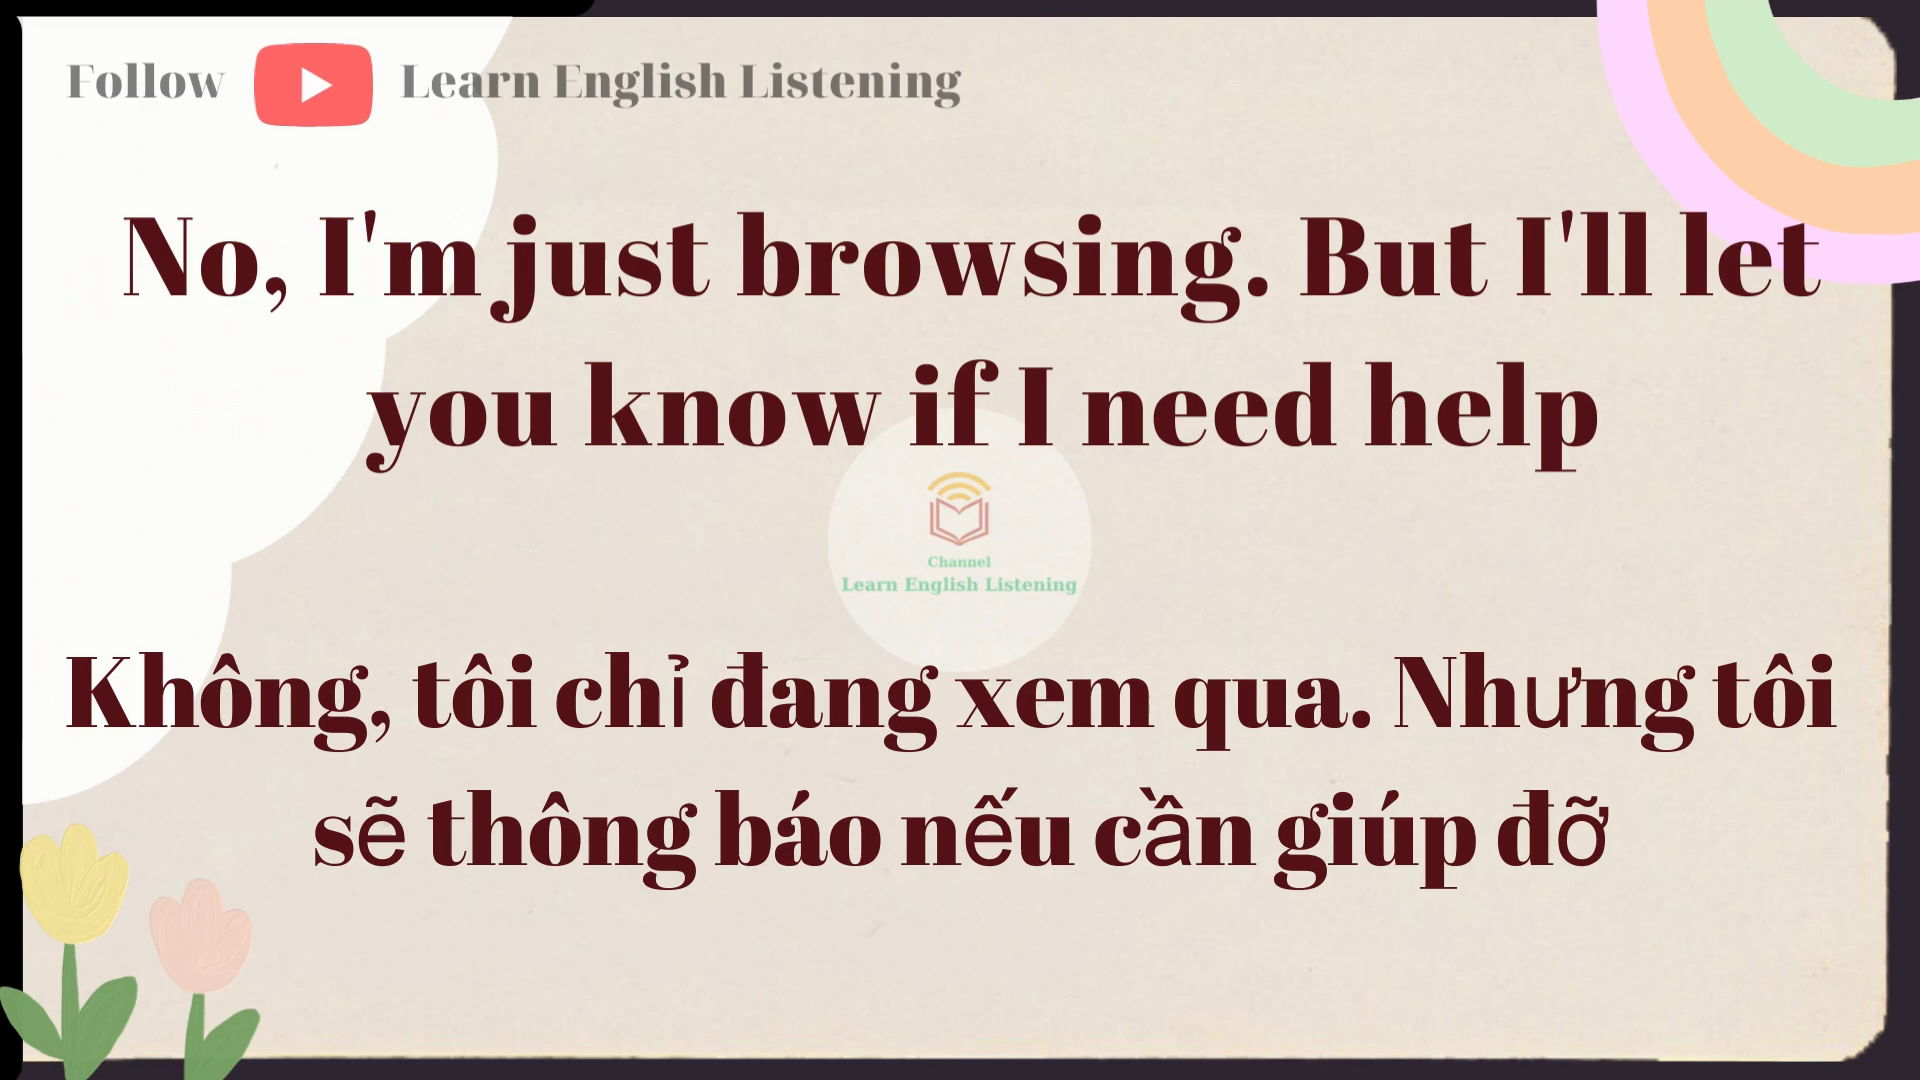 Follow Learn English Listening
No, I'm just browsing. But I'll let
you know if I need help
Channel
Learn English Listening
Không, tôi chỉ đang xem qua. Nhưng tôi
sẽ thông báo nếu cần giúp đỡ